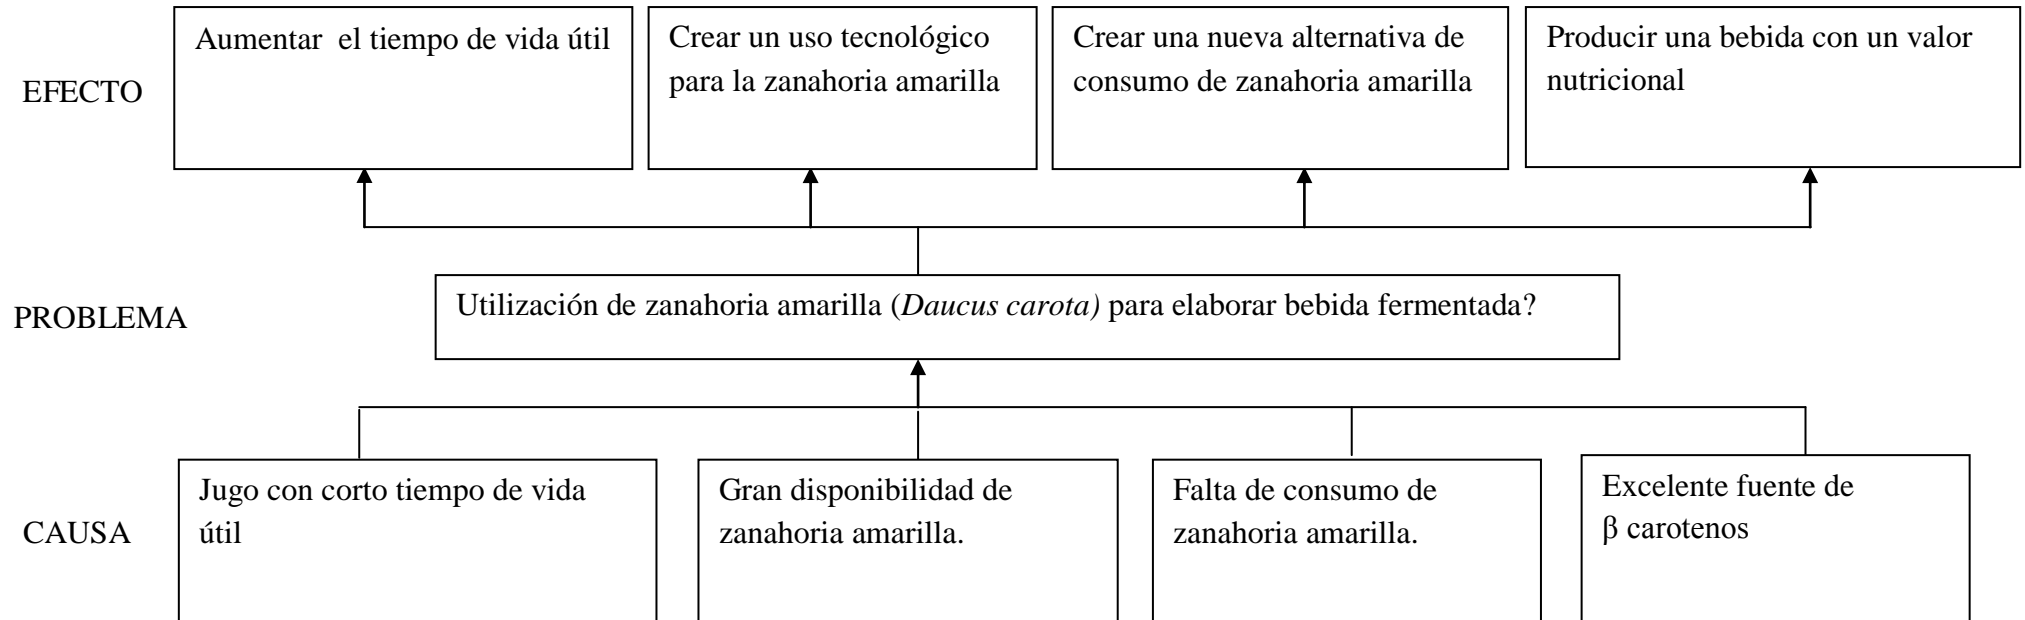 EFECTO
Aumentar  el tiempo de vida útil
Crear un uso tecnológico
para la zanahoria amarilla
Crear una nueva alternativa de
consumo de zanahoria amarilla
Producir una bebida con un valor
nutricional
PROBLEMA
Utilización de zanahoria amarilla (Daucus carota) para elaborar bebida fermentada?
CAUSA
Jugo con corto tiempo de vida
útil
Gran disponibilidad de
zanahoria amarilla.
Falta de consumo de
zanahoria amarilla.
Excelente fuente de
β carotenos